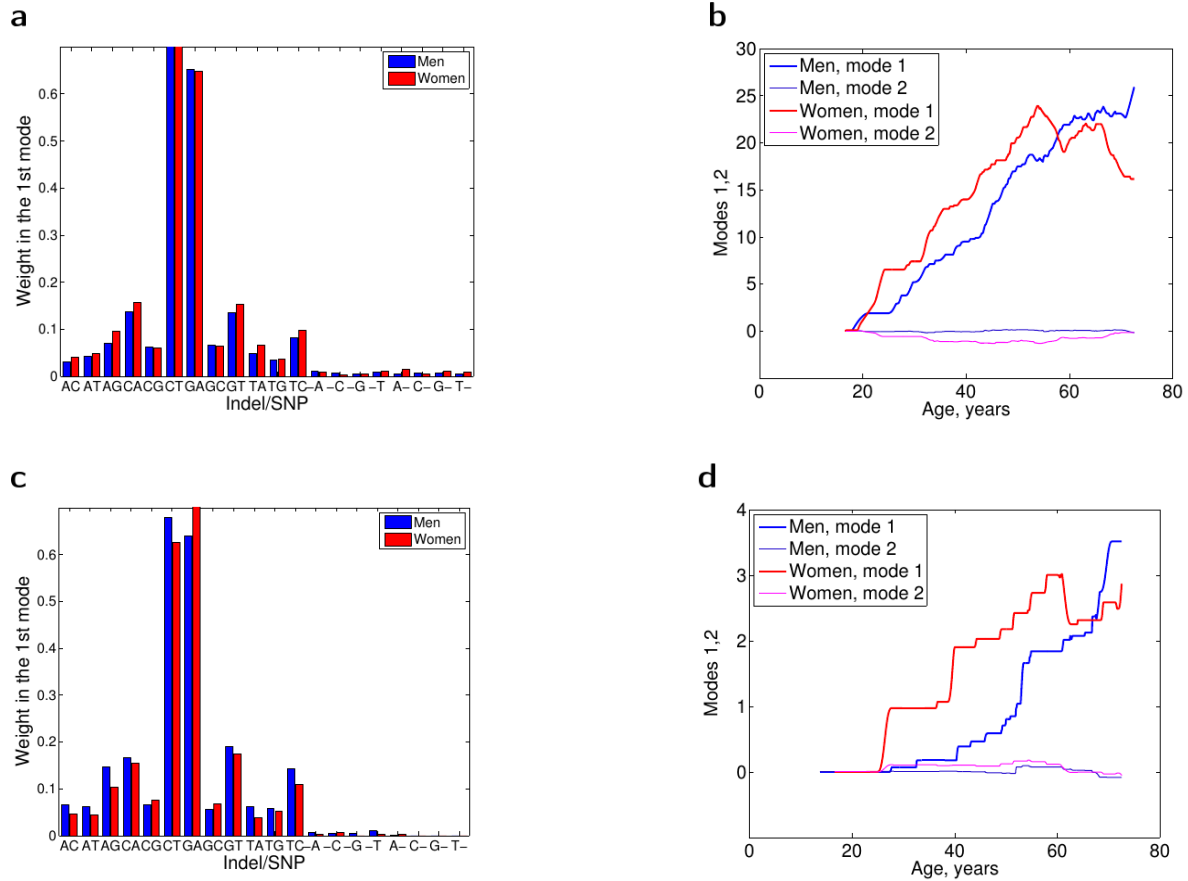 a
0.6
0.5
0.4
0.3
0.2
0.1
0
Weight in the 1st mode
Men
Women
AC AT AG CA CG CT GA GC GT TA TG TC –A –C –G –T A– C– G– T–
Indel/SNP
b
30
25
20
15
10
5
0
Modes 1,2
Men, mode 1
Men, mode 2
Women, mode 1
Women, mode 2
0 20 40 60 80
Age, years
c
0.6
0.5
0.4
0.3
0.2
0.1
0
Weight in the 1st mode
Men
Women
AC AT AG CA CG CT GA GC GT TA TG TC –A –C –G –T A– C– G– T–
Indel/SNP
d
4
3
2
1
0
Modes 1,2
Men, mode 1
Men, mode 2
Women, mode 1
Women, mode 2
0 20 40 60 80
Age, years